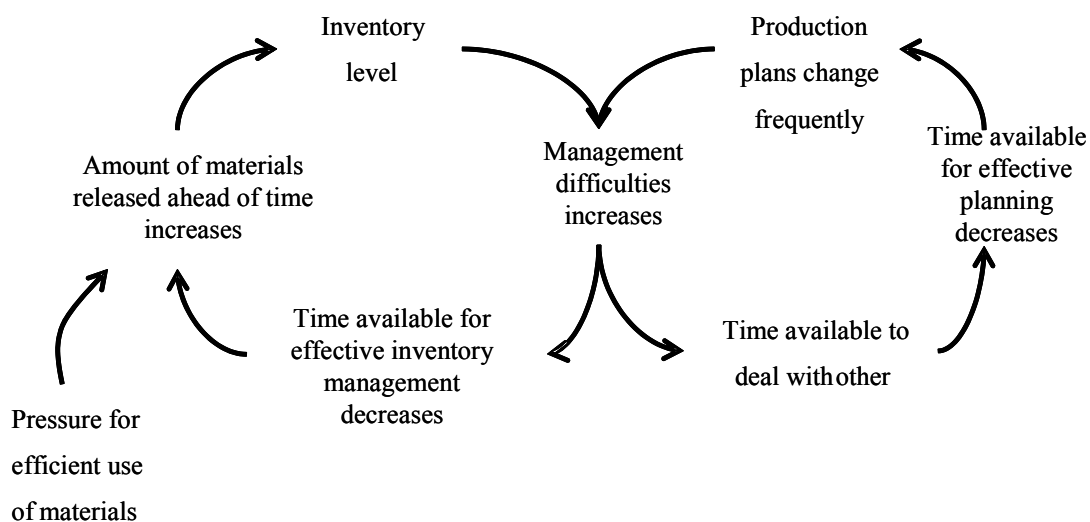 Inventory
level
Production
plans change
frequently
Amount of materials
released ahead of time
increases
Management
difficulties
increases
Time available
for effective
planning
decreases
Time available for
effective inventory
management
decreases
Time available to
deal withother
Pressure for
efficient use
of materials